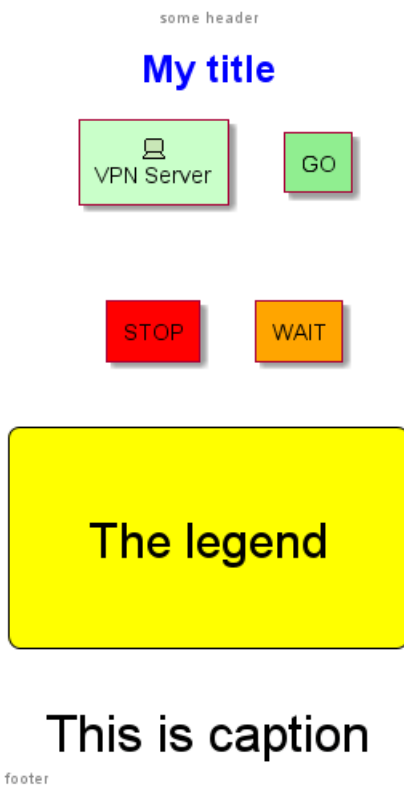 some header
My title
VPN Server
GO
STOP
WAIT
The legend
This is caption
footer